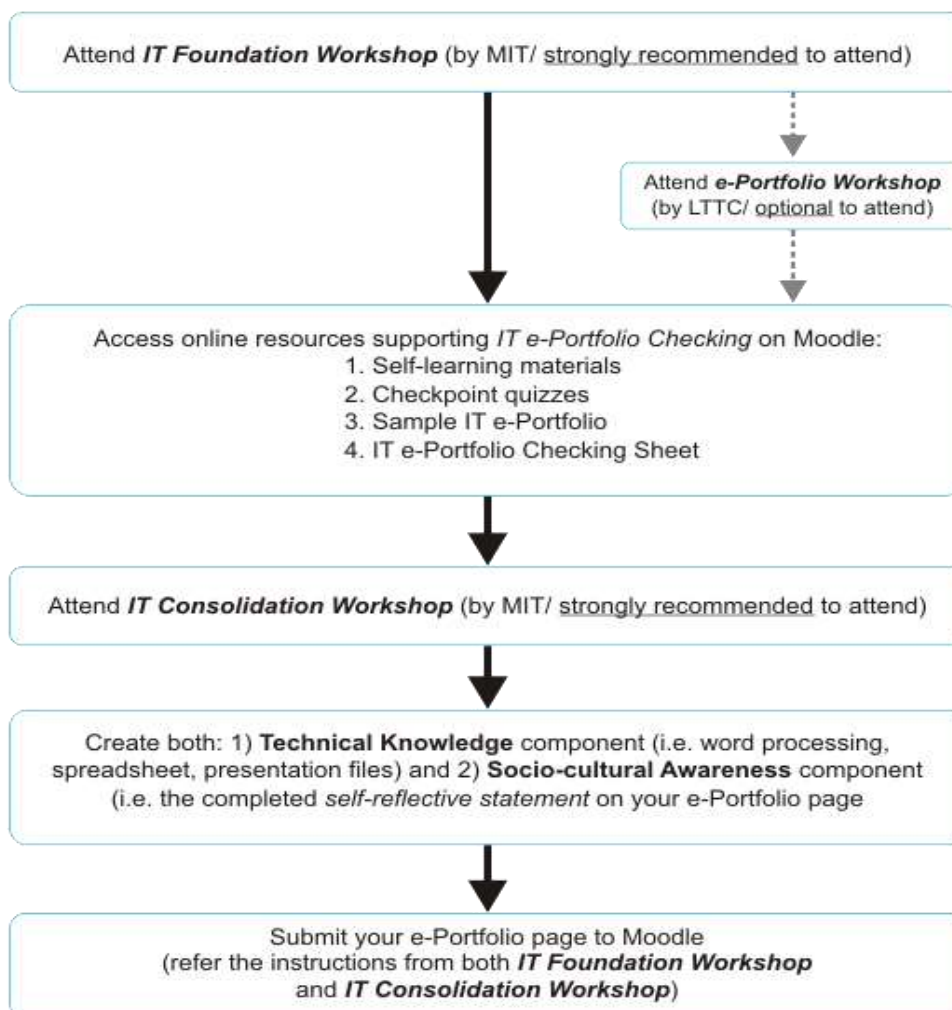 Attend IT Foundation Workshop (by MIT/ strongly recommended to attend)
Attend e-Portfolio Workshop
(by LTTC/ optional to attend)
Access online resources supporting IT e-Portfolio Checking on Moodle:
1. Self-learning materials
2. Checkpoint quizzes
3. Sample IT e-Portfolio
4. IT e-Portfolio Checking Sheet
Attend IT Consolidation Workshop (by MIT/ strongly recommended to attend)
Create both: 1) Technical Knowledge component (i.e. word processing,
spreadsheet, presentation files) and 2) Socio-cultural Awareness component
(i.e. the completed self-reflective statement on your e-Portfolio page
Submit your e-Portfolio page to Moodle
(refer the instructions from both IT Foundation Workshop
and IT Consolidation Workshop)